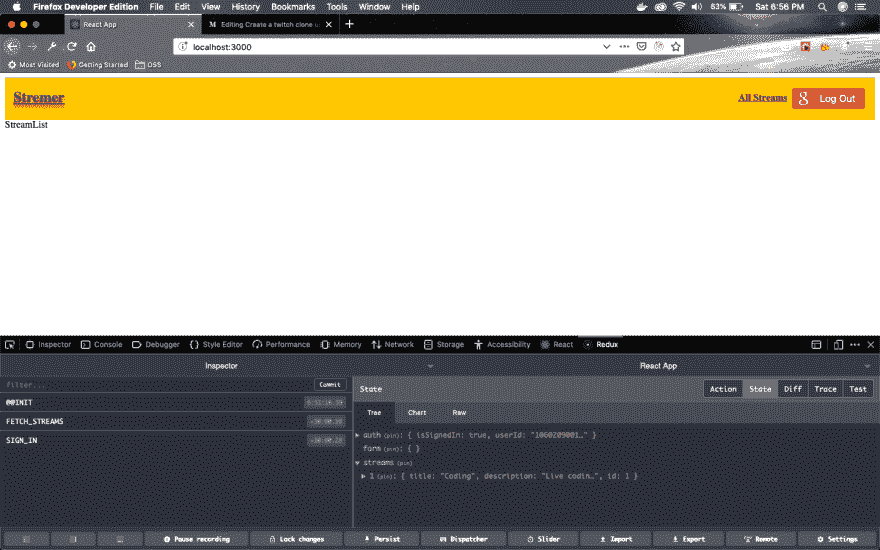 Firefox Developer Edition File Edit View History Bookmarks Tools Window Help 63% Sat 6:56 PM
React App Editing Create a twitch clone
localhost:3000
Most Visited Getting Started OSS
Stremer All Streams Log Out
StreamList
Inspector Console Debugger Style Editor Performance Memory Network Storage Accessibility React Redux
Inspector React App
filter... Commit State Action State Diff Trace Test
@@INIT
Tree Chart Raw
FETCH_STREAMS
SIGN_IN
auth (pin): { isSignedIn: true, userId: "1060209001…" }
form (pin): { }
streams (pin)
1 (pin): { title: "Coding", description: "Live codin…", id: 1 }
Pause recording Lock changes Persist Dispatcher Slider Import Export Remote Settings